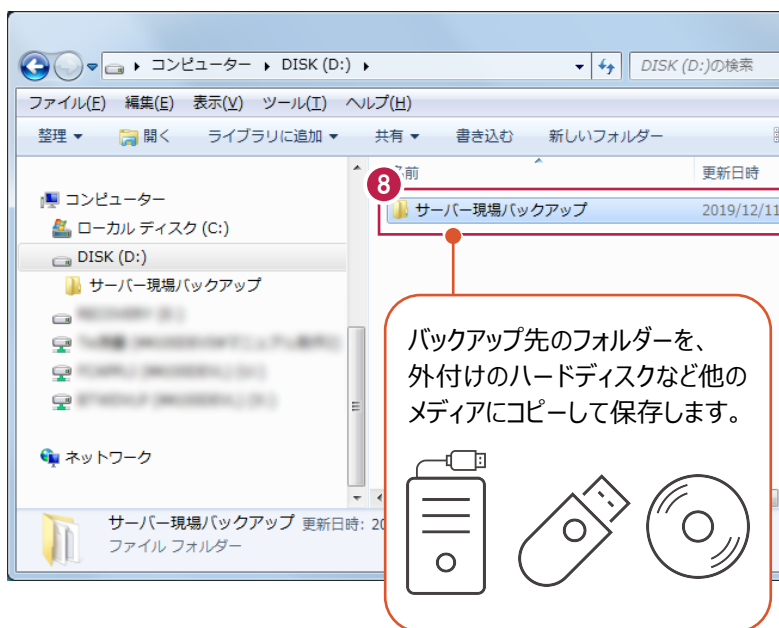 コンピューター ▸ DISK (D:) ▸
DISK (D:)の検索
ファイル(F) 編集(E) 表示(V) ツール(T) ヘルプ(H)
整理 開く ライブラリに追加 共有 書き込む 新しいフォルダー
8
前 更新日時
サーバー現場バックアップ 2019/12/11
コンピューター
ローカル ディスク (C:)
DISK (D:)
サーバー現場バックアップ
ネットワーク
サーバー現場バックアップ 更新日時: 20
ファイル フォルダー
バックアップ先のフォルダーを、
外付けのハードディスクなど他の
メディアにコピーして保存します。